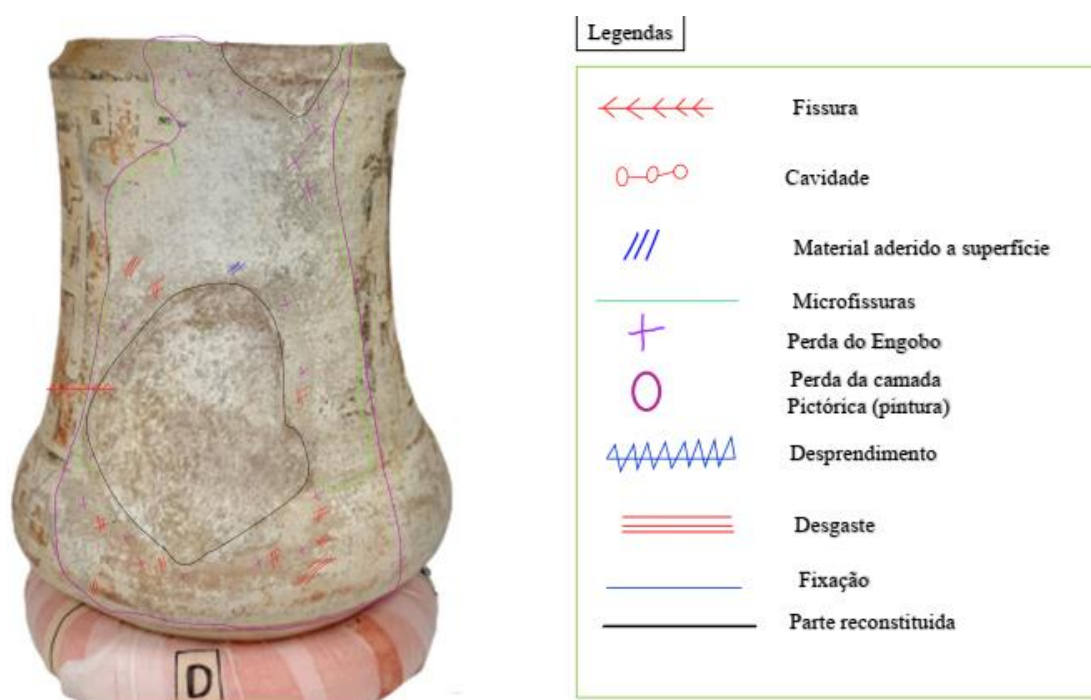 Legendas
Fissura
Cavidade
Material aderido a superfície
Microfissuras
Perda do Engobo
Perda da camada
Pictórica (pintura)
Desprendimento
Desgaste
Fixação
Parte reconstituida
D